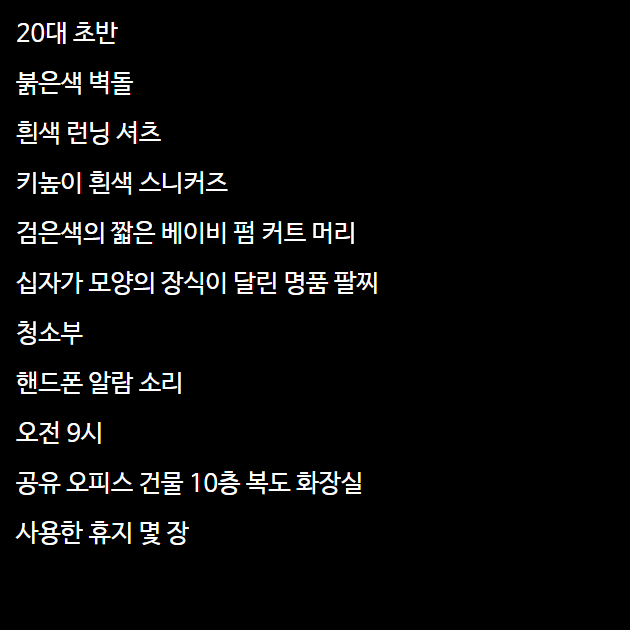 20대 초반
붉은색 벽돌
흰색 런닝 셔츠
키높이 흰색 스니커즈
검은색의 짧은 베이비 펌 커트 머리
십자가 모양의 장식이 달린 명품 팔찌
청소부
핸드폰 알람 소리
오전 9시
공유 오피스 건물 10층 복도 화장실
사용한 휴지 몇 장